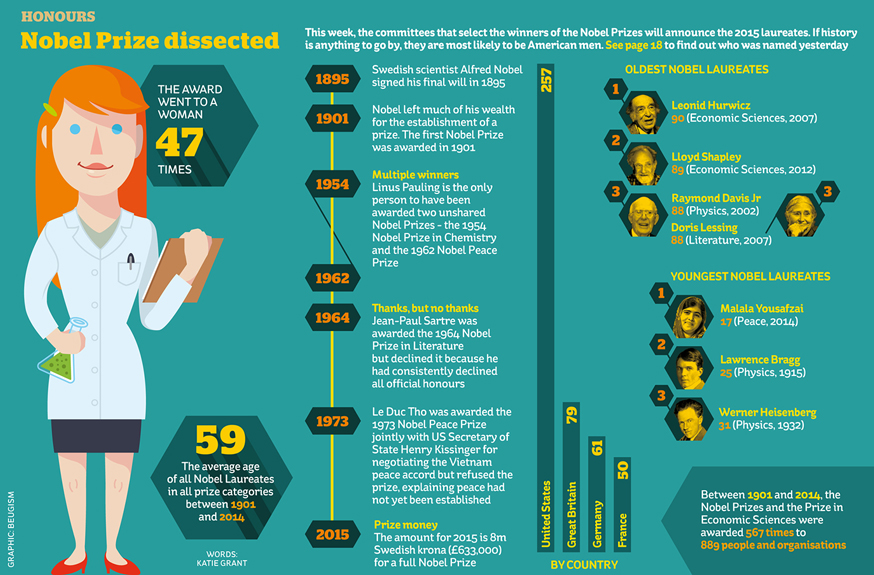 HONOURS
Nobel Prize dissected
This week, the committees that select the winners of the Nobel Prizes will announce the 2015 laureates. If history
is anything to go by, they are most likely to be American men. See page 18 to find out who was named yesterday
THE AWARD
WENT TO A
WOMAN
47
TIMES
59
The average age
of all Nobel Laureates
in all prize categories
between 1901
and 2014
WORDS:
KATIE GRANT
GRAPHIC: BEUGISM
1895
Swedish scientist Alfred Nobel
signed his final will in 1895
1901
Nobel left much of his wealth
for the establishment of a
prize. The first Nobel Prize
was awarded in 1901
1954
Multiple winners
Linus Pauling is the only
person to have been
awarded two unshared
Nobel Prizes - the 1954
Nobel Prize in Chemistry
and the 1962 Nobel Peace
Prize
1962
1964
Thanks, but no thanks
Jean-Paul Sartre was
awarded the 1964 Nobel
Prize in Literature
but declined it because he
had consistently declined
all official honours
1973
Le Duc Tho was awarded the
1973 Nobel Peace Prize
jointly with US Secretary of
State Henry Kissinger for
negotiating the Vietnam
peace accord but refused the
prize, explaining peace had
not yet been established
2015
Prize money
The amount for 2015 is 8m
Swedish krona (£633,000)
for a full Nobel Prize
257
United States
79
Great Britain
61
Germany
50
France
BY COUNTRY
OLDEST NOBEL LAUREATES
1
Leonid Hurwicz
90 (Economic Sciences, 2007)
2
Lloyd Shapley
89 (Economic Sciences, 2012)
3
Raymond Davis Jr
88 (Physics, 2002)
3
Doris Lessing
88 (Literature, 2007)
YOUNGEST NOBEL LAUREATES
1
Malala Yousafzai
17 (Peace, 2014)
2
Lawrence Bragg
25 (Physics, 1915)
3
Werner Heisenberg
31 (Physics, 1932)
Between 1901 and 2014, the
Nobel Prizes and the Prize in
Economic Sciences were
awarded 567 times to
889 people and organisations